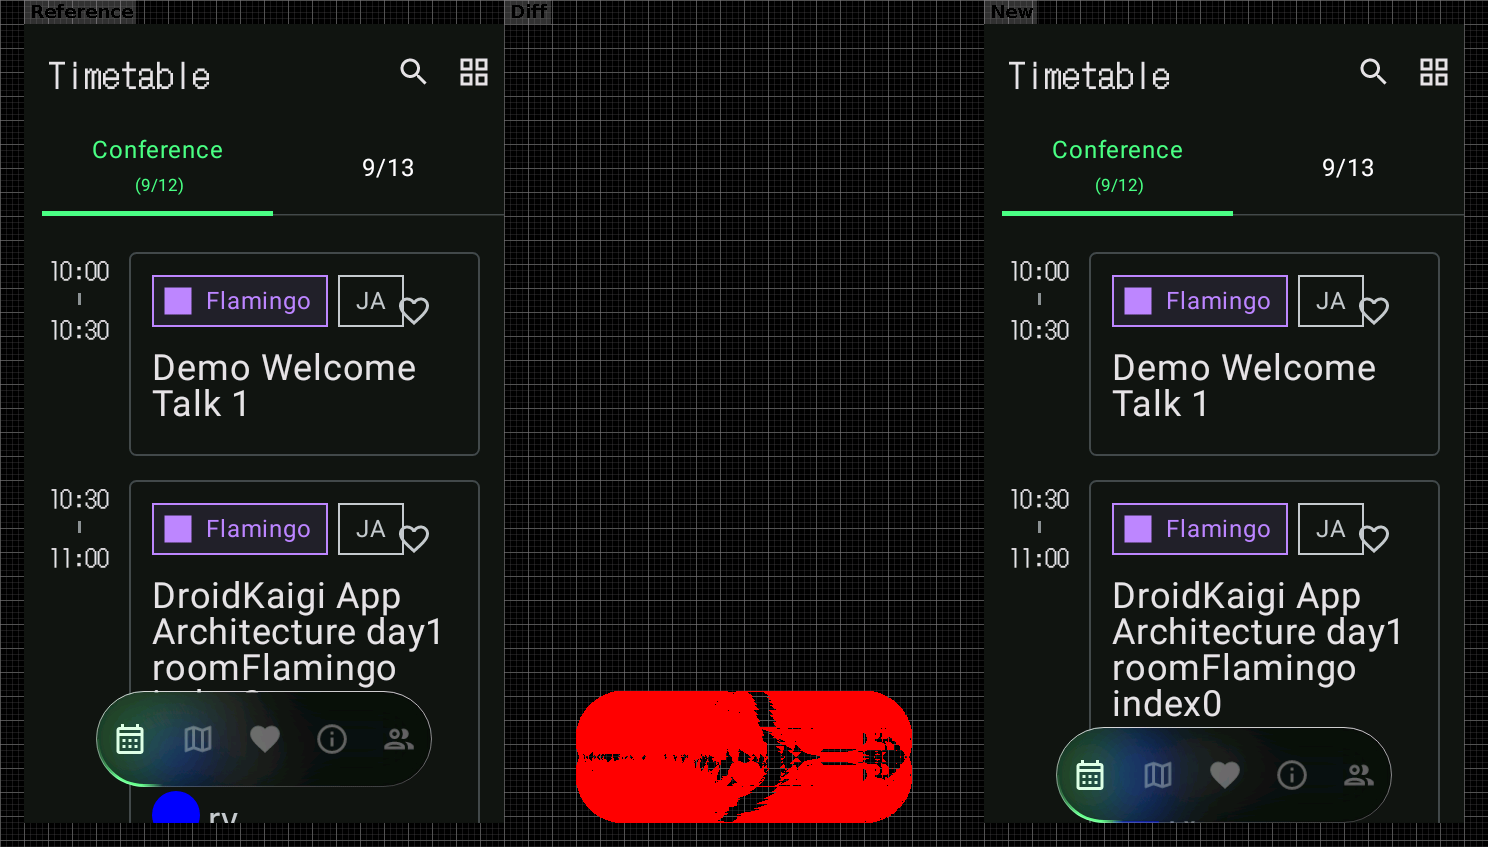 Reference
Diff
New
Timetable
Conference
(9/12)
9/13
10:00
10:30
Flamingo
JA
Demo Welcome
Talk 1
10:30
11:00
Flamingo
JA
DroidKaigi App
Architecture day1
roomFlamingo
ry
Timetable
Conference
(9/12)
9/13
10:00
10:30
Flamingo
JA
Demo Welcome
Talk 1
10:30
11:00
Flamingo
JA
DroidKaigi App
Architecture day1
roomFlamingo
index0